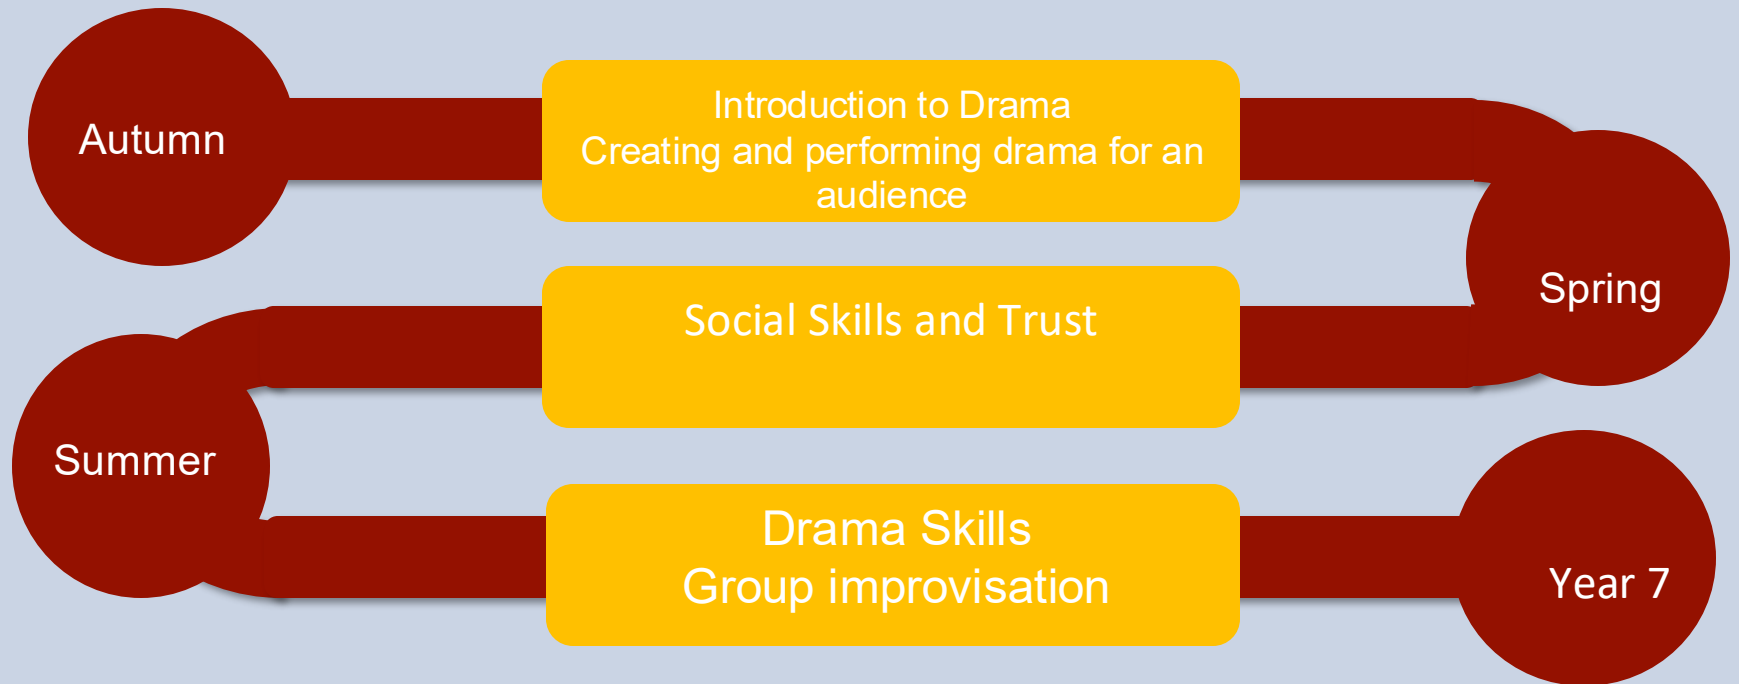 Autumn
Introduction to Drama
Creating and performing drama for an
audience
Spring
Social Skills and Trust
Summer
Drama Skills
Group improvisation
Year 7